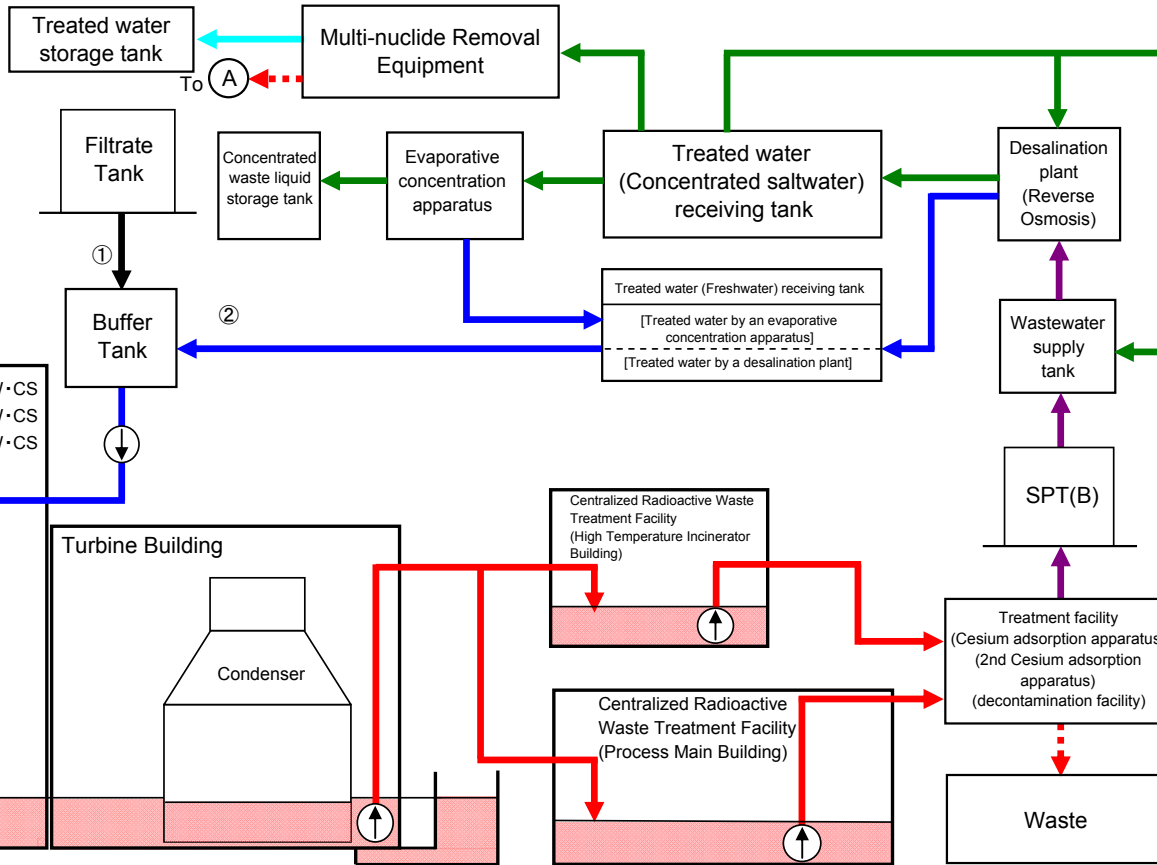 Treated water
storage tank
To
A
Multi-nuclide Removal
Equipment
Filtrate
Tank
Concentrated
waste liquid
storage tank
Evaporative
concentration
apparatus
Treated water
(Concentrated saltwater)
receiving tank
Desalination
plant
(Reverse
Osmosis)
①
Buffer
Tank
②
Treated water (Freshwater) receiving tank
[Treated water by an evaporative
concentration apparatus]
[Treated water by a desalination plant]
Wastewater
supply
tank
・CS
・CS
・CS
SPT(B)
Turbine Building
Condenser
Centralized Radioactive Waste
Treatment Facility
(High Temperature Incinerator
Building)
Centralized Radioactive
Waste Treatment Facility
(Process Main Building)
Treatment facility
(Cesium adsorption apparatus
(2nd Cesium adsorption
apparatus)
(decontamination facility)
Waste